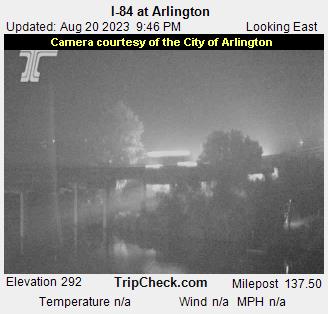 I-84 at Arlington
Updated: Aug 20 2023 9:46 PM Looking East
Camera courtesy of the City of Arlington
Elevation 292 TripCheck.com Milepost 137.50
Temperature n/a Wind n/a MPH n/a